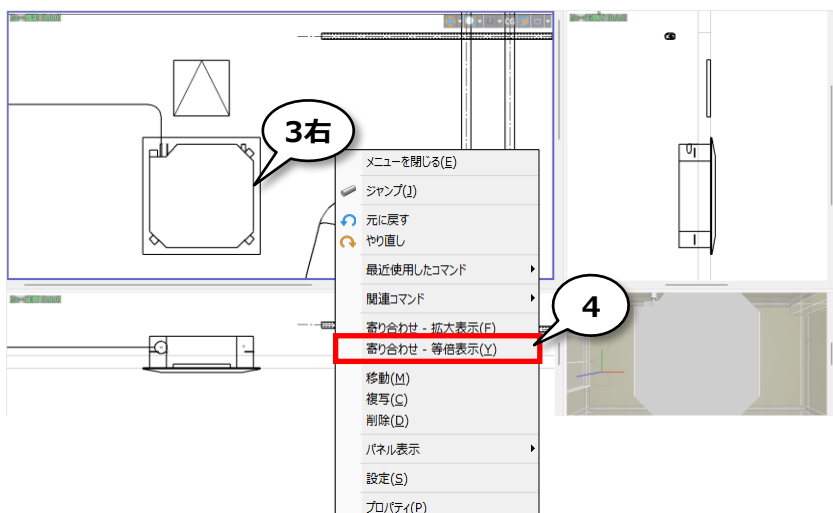 CG
3右
メニューを閉じる(E)
ジャンプ(J)
元に戻す
やり直し
最近使用したコマンド
関連コマンド
寄り合わせ - 拡大表示(F)
4
寄り合わせ - 等倍表示(Y)
移動(M)
複写(C)
削除(D)
パネル表示
設定(S)
プロパティ(P)